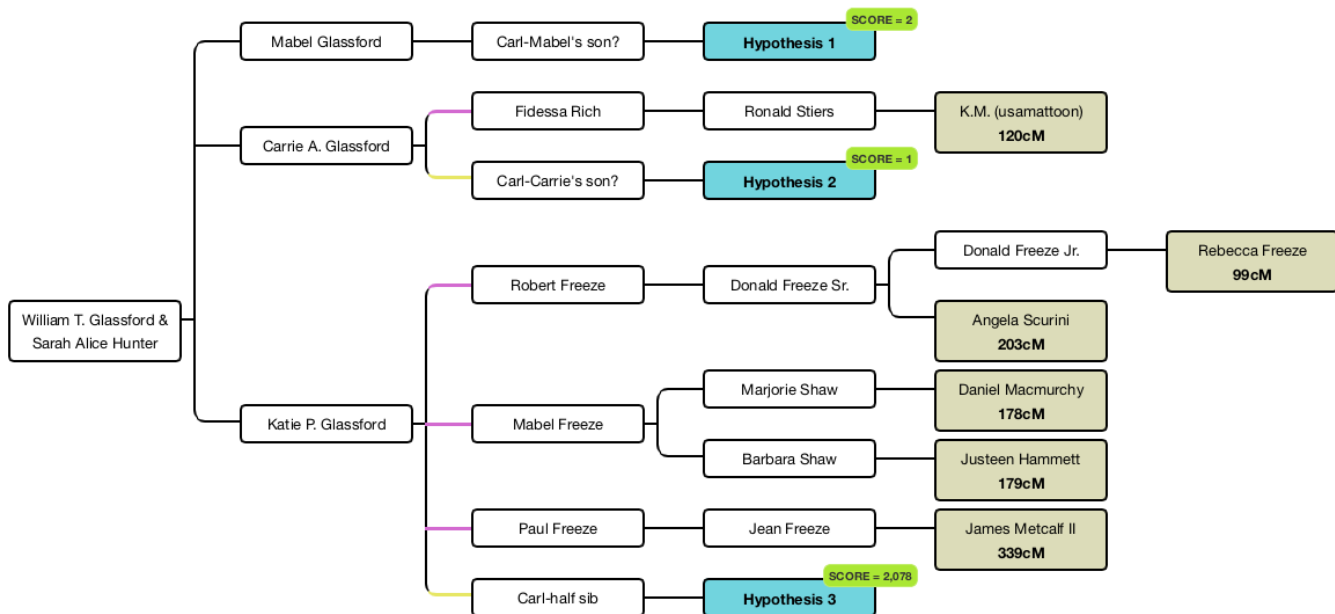 SCORE = 2
Mabel Glassford
Carl-Mabel's son?
Hypothesis 1
Fidessa Rich
Ronald Stiers
K.M. (usamattoon)
120cM
Carrie A. Glassford
SCORE = 1
Carl-Carrie's son?
Hypothesis 2
Donald Freeze Jr.
Rebecca Freeze
99cM
Robert Freeze
Donald Freeze Sr.
William T. Glassford &
Sarah Alice Hunter
Angela Scurini
203cM
Marjorie Shaw
Daniel Macmurchy
178cM
Katie P. Glassford
Mabel Freeze
Barbara Shaw
Justeen Hammett
179cM
Paul Freeze
Jean Freeze
James Metcalf II
339cM
SCORE = 2,078
Carl-half sib
Hypothesis 3